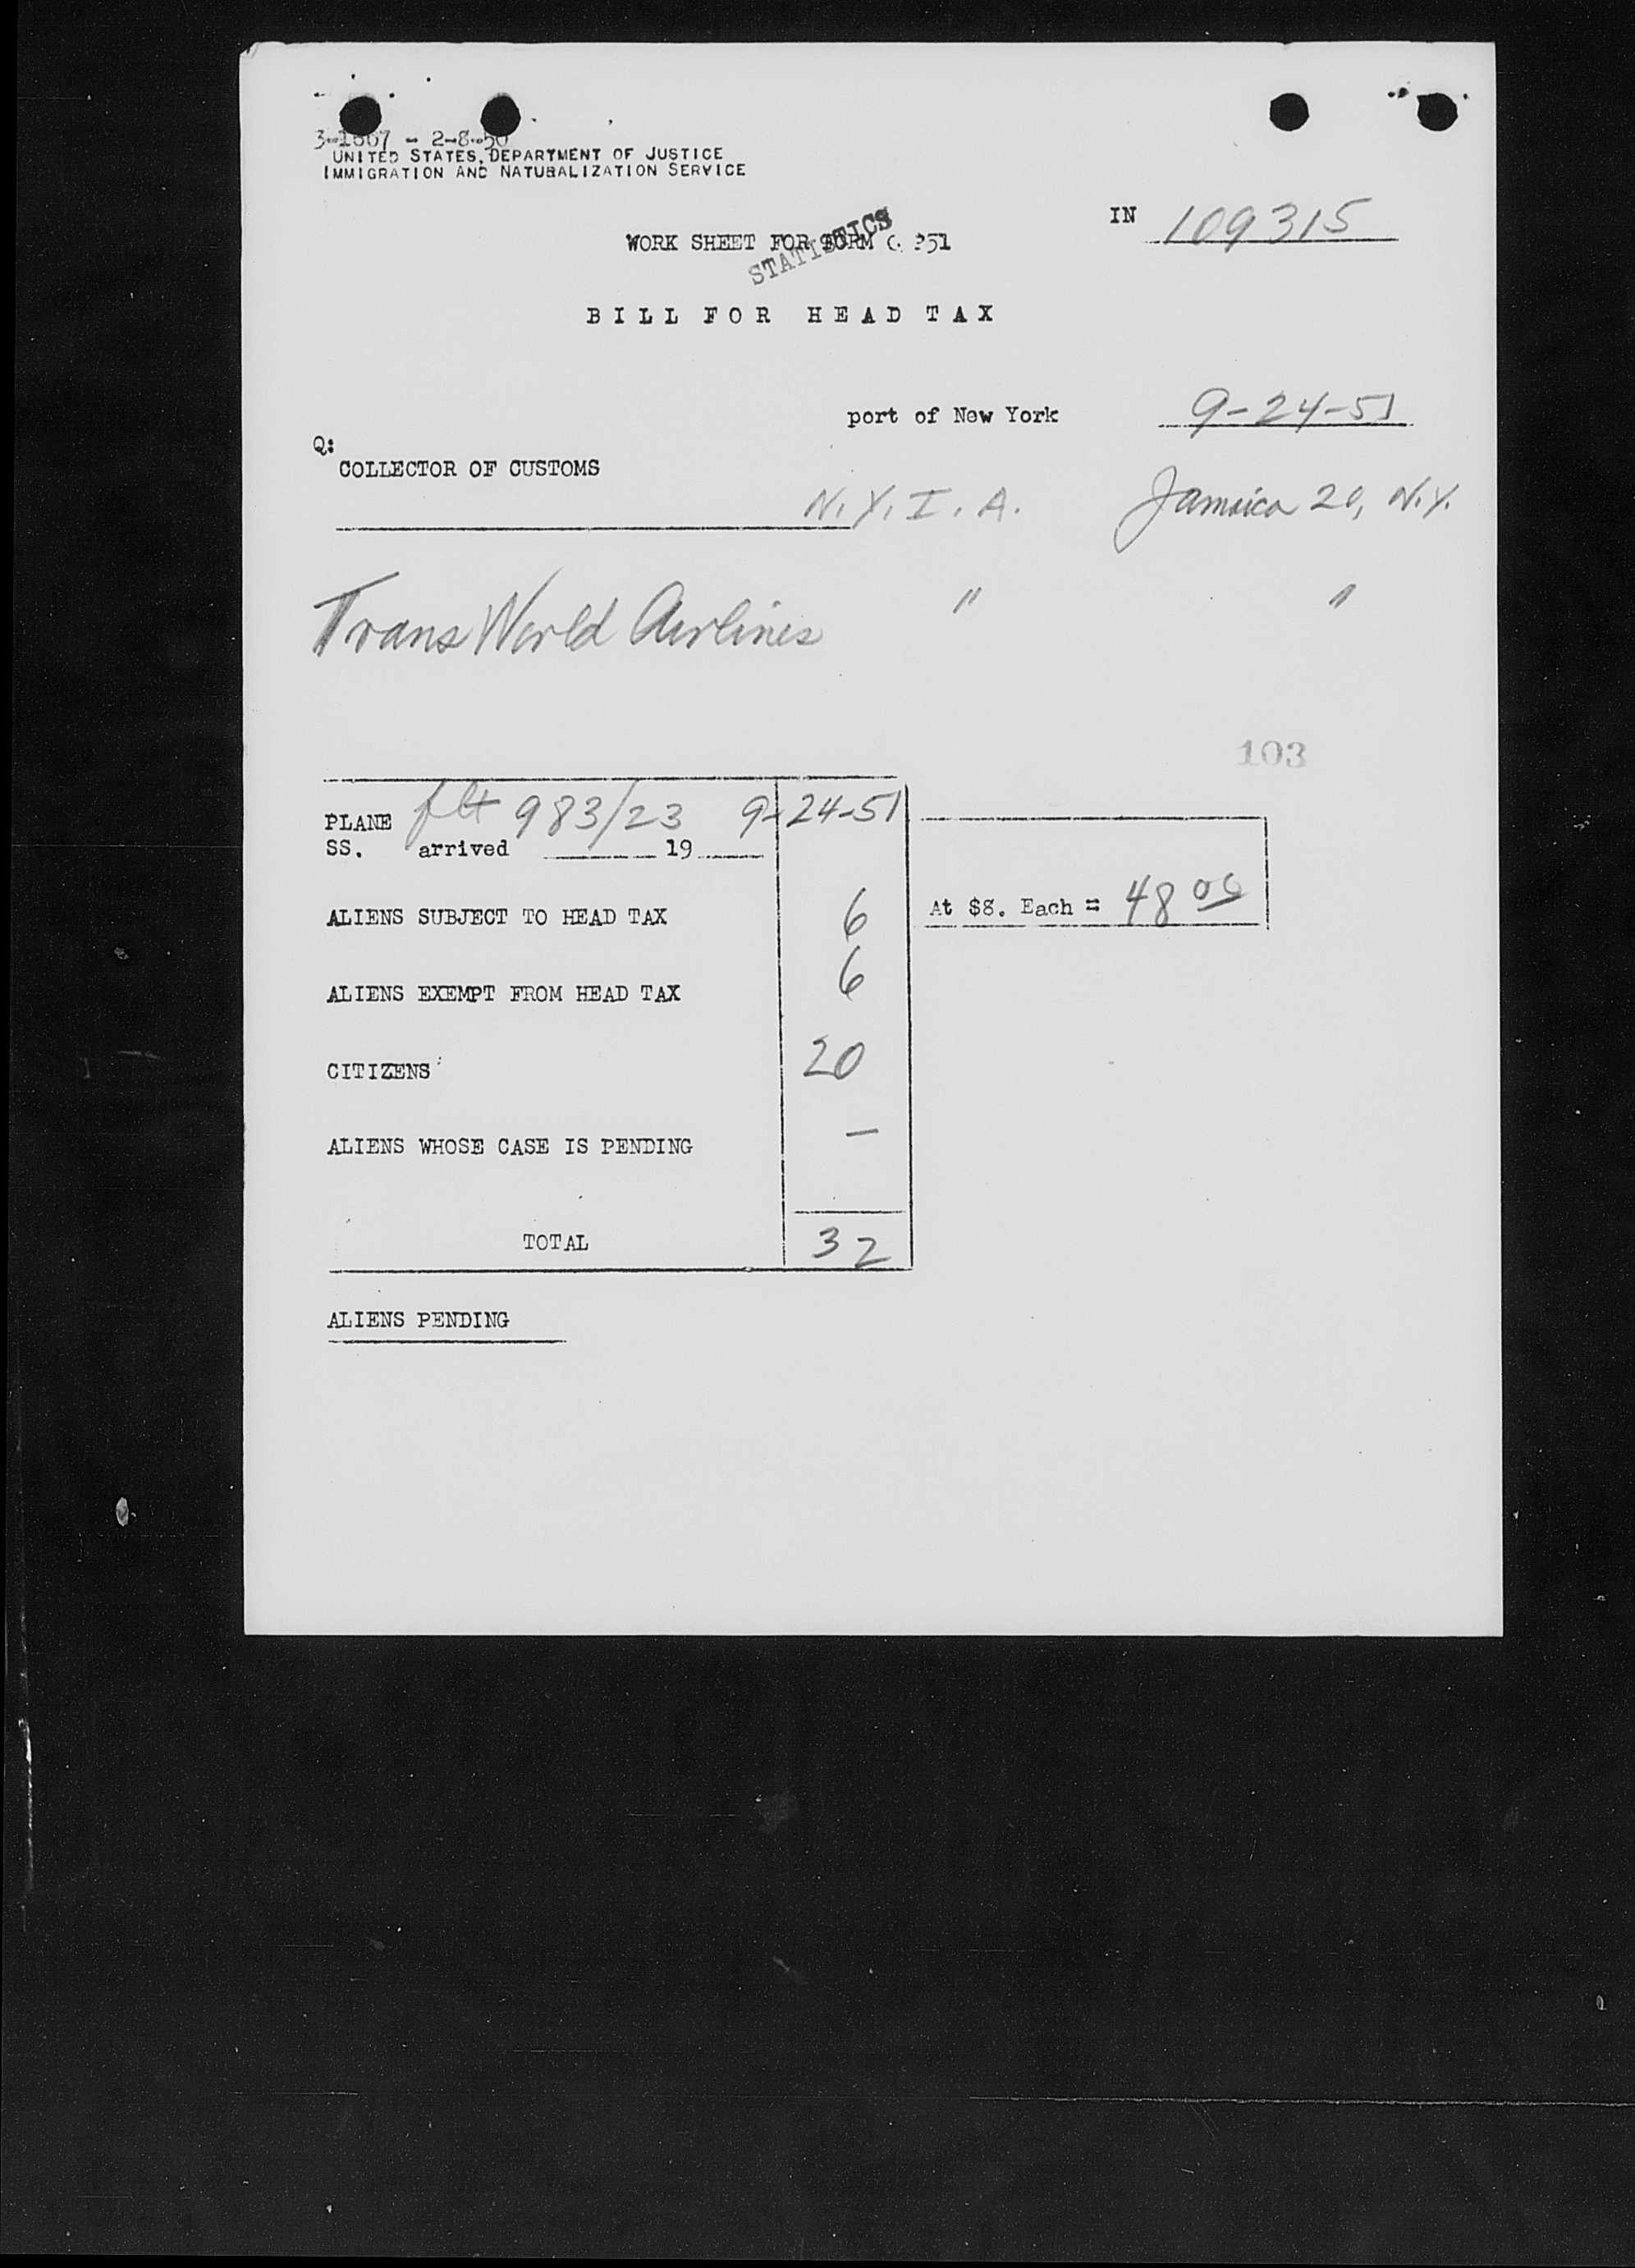 3-1567 - 2-8-50
UNITED STATES DEPARTMENT OF JUSTICE
IMMIGRATION AND NATURALIZATION SERVICE
IN 109315
WORK SHEET FOR FORM 351
STATISTICS
BILL FOR HEAD TAX
port of New York 9-24-51
Q:
COLLECTOR OF CUSTOMS
N.Y.I.A. Jamaica 20, N.Y.
Trans World Airlines " "
103
PLANE flt 983/23 9-24-51
SS. arrived 19
ALIENS SUBJECT TO HEAD TAX 6 At $8. Each = 48 00
ALIENS EXEMPT FROM HEAD TAX 6
CITIZENS 20
ALIENS WHOSE CASE IS PENDING —
TOTAL 32
ALIENS PENDING